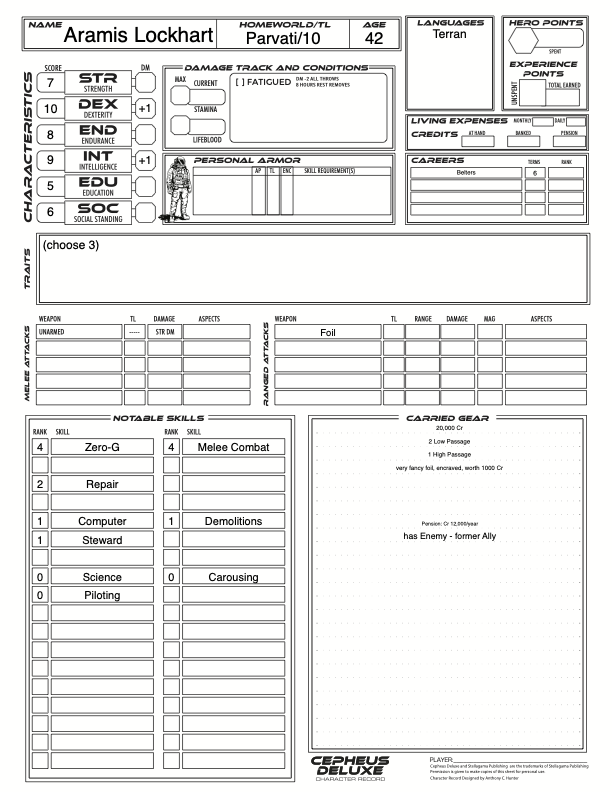 NAME Aramis Lockhart HOMEWORLD/TL Parvati/10 AGE 42
LANGUAGES
Terran
HERO POINTS
SPENT
EXPERIENCE POINTS
UNSPENT TOTAL EARNED
CHARACTERISTICS
SCORE DM
7 STR STRENGTH
10 DEX DEXTERITY +1
8 END ENDURANCE
9 INT INTELLIGENCE +1
5 EDU EDUCATION
6 SOC SOCIAL STANDING
DAMAGE TRACK AND CONDITIONS
MAX CURRENT
STAMINA
LIFEBLOOD
[ ] FATIGUED DM -2 ALL THROWS
8 HOURS REST REMOVES
PERSONAL ARMOR
AP TL ENC SKILL REQUIREMENT(S)
LIVING EXPENSES MONTHLY DAILY
CREDITS AT HAND BANKED PENSION
CAREERS TERMS RANK
Belters 6
TRAITS
(choose 3)
MELEE ATTACKS
WEAPON TL DAMAGE ASPECTS
UNARMED ----- STR DM
RANGED ATTACKS
WEAPON TL RANGE DAMAGE MAG ASPECTS
Foil
NOTABLE SKILLS
RANK SKILL RANK SKILL
4 Zero-G 4 Melee Combat
2 Repair
1 Computer 1 Demolitions
1 Steward
0 Science 0 Carousing
0 Piloting
CARRIED GEAR
20,000 Cr
2 Low Passage
1 High Passage
very fancy foil, encraved, worth 1000 Cr
Pension: Cr 12,000/year
has Enemy - former Ally
CEPHEUS
DELUXE
CHARACTER RECORD
PLAYER:
Cepheus Deluxe and Stellagama Publishing are the trademarks of Stellagama Publishing
Permission is given to make copies of this sheet for personal use.
Character Record Designed by Anthony C. Hunter